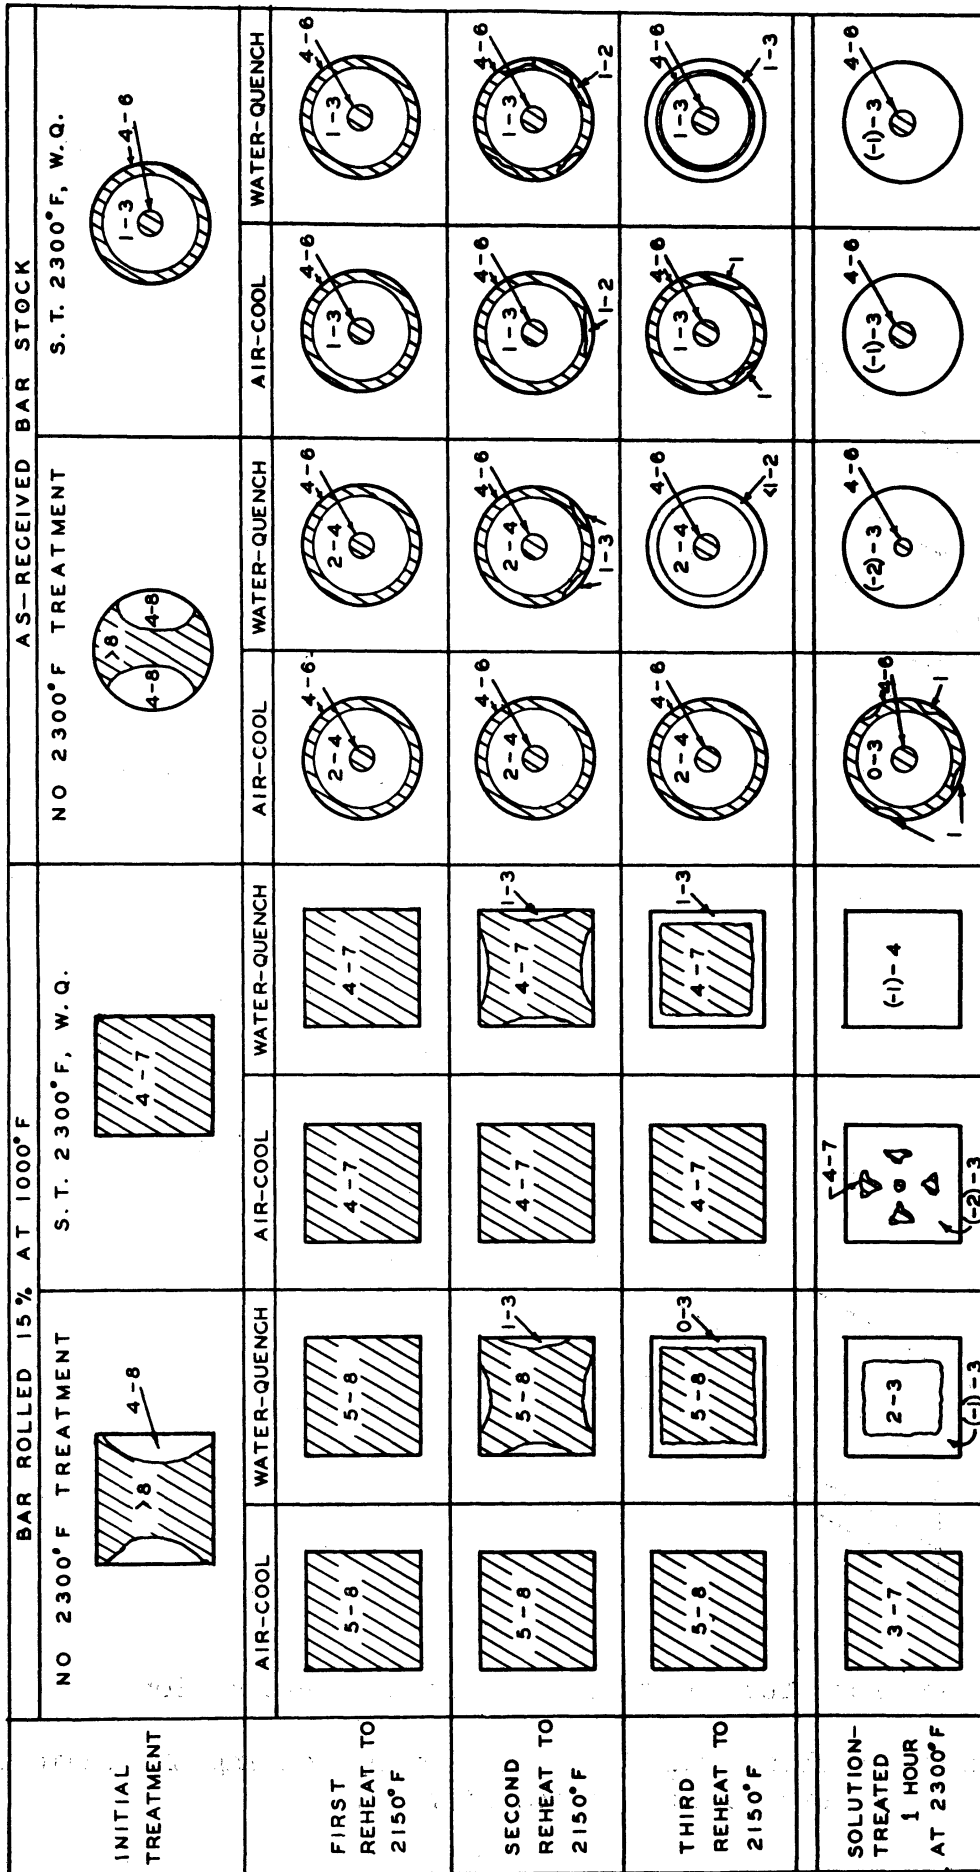 BAR ROLLED 15% AT 1000°F
AS-RECEIVED BAR STOCK
INITIAL
TREATMENT
NO 2300°F TREATMENT
>8
4-8
S. T. 2300°F, W. Q.
4-7
NO 2300°F TREATMENT
>8
4-8
4-8
S. T. 2300°F, W. Q.
1-3
4-6
AIR-COOL
WATER-QUENCH
AIR-COOL
WATER-QUENCH
AIR-COOL
WATER-QUENCH
AIR-COOL
WATER-QUENCH
FIRST
REHEAT TO
2150°F
5-8
5-8
4-7
4-7
2-4
4-6
2-4
4-6
1-3
4-6
1-3
4-6
SECOND
REHEAT TO
2150°F
5-8
5-8
1-3
4-7
4-7
1-3
2-4
4-6
2-4
4-6
1-3
1-3
4-6
1-2
1-3
4-6
1-2
THIRD
REHEAT TO
2150°F
5-8
5-8
0-3
4-7
4-7
1-3
2-4
4-6
2-4
4-6
<1-2
1-3
4-6
1
1
1-3
4-6
1-3
SOLUTION-
TREATED
1 HOUR
AT 2300°F
3-7
2-3
(-1)-3
-4-7
(-2)-3
(-1)-4
0-3
4-6
1
1
(-2)-3
4-6
(-1)-3
4-6
(-1)-3
4-6